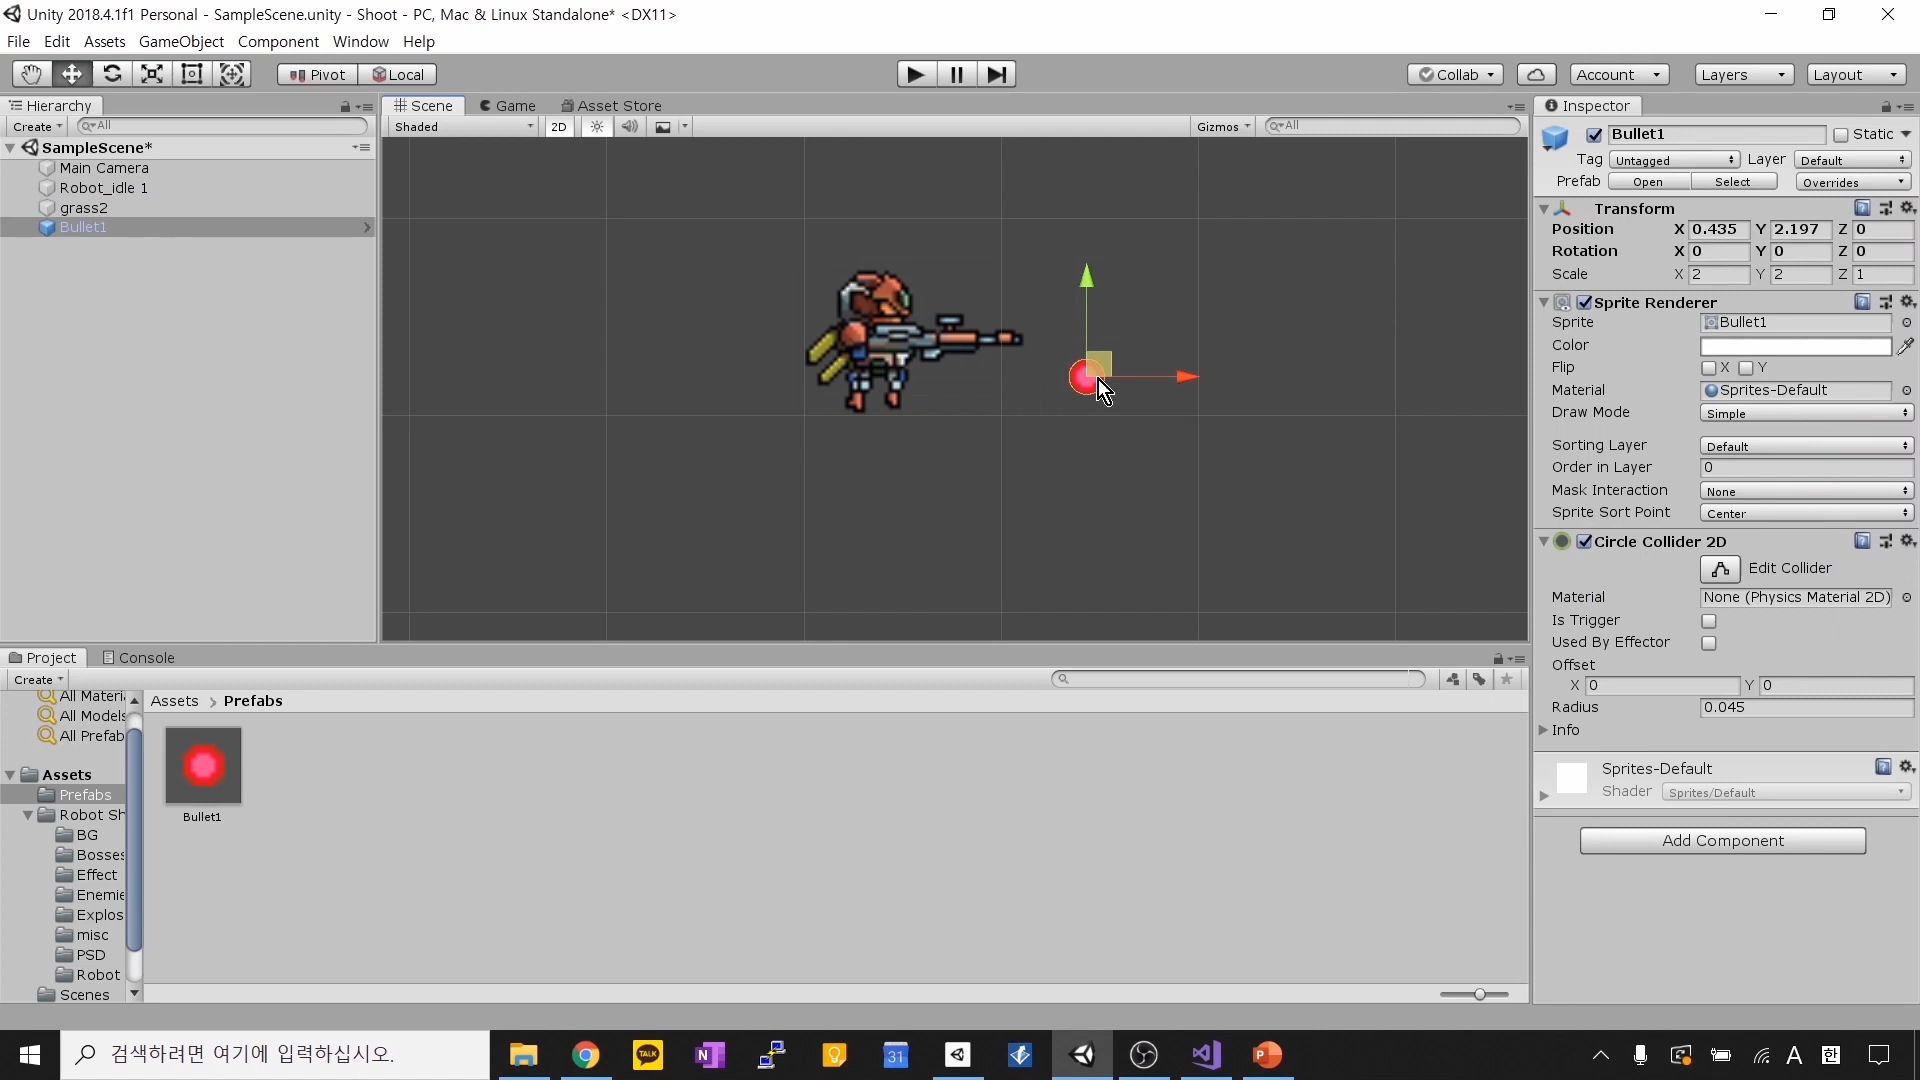 Unity 2018.4.1f1 Personal - SampleScene.unity - Shoot - PC, Mac & Linux Standalone* <DX11>
File Edit Assets GameObject Component Window Help
Pivot Local Collab Account Layers Layout
Hierarchy
Create All
SampleScene*
Main Camera
Robot_idle 1
grass2
Bullet1
Scene Game Asset Store
Shaded 2D Gizmos All
Inspector
Bullet1 Static
Tag Untagged Layer Default
Prefab Open Select Overrides
Transform
Position X 0.435 Y 2.197 Z 0
Rotation X 0 Y 0 Z 0
Scale X 2 Y 2 Z 1
Sprite Renderer
Sprite Bullet1
Color
Flip X Y
Material Sprites-Default
Draw Mode Simple
Sorting Layer Default
Order in Layer 0
Mask Interaction None
Sprite Sort Point Center
Circle Collider 2D
Edit Collider
Material None (Physics Material 2D)
Is Trigger
Used By Effector
Offset
X 0 Y 0
Radius 0.045
Info
Sprites-Default
Shader Sprites/Default
Add Component
Project Console
Create
All Materi
All Models
All Prefab
Assets
Prefabs
Robot Sh
BG
Bosses
Effect
Enemie
Explos
misc
PSD
Robot
Scenes
Assets > Prefabs
Bullet1
검색하려면 여기에 입력하십시오.
TALK
N
31
P
A 한